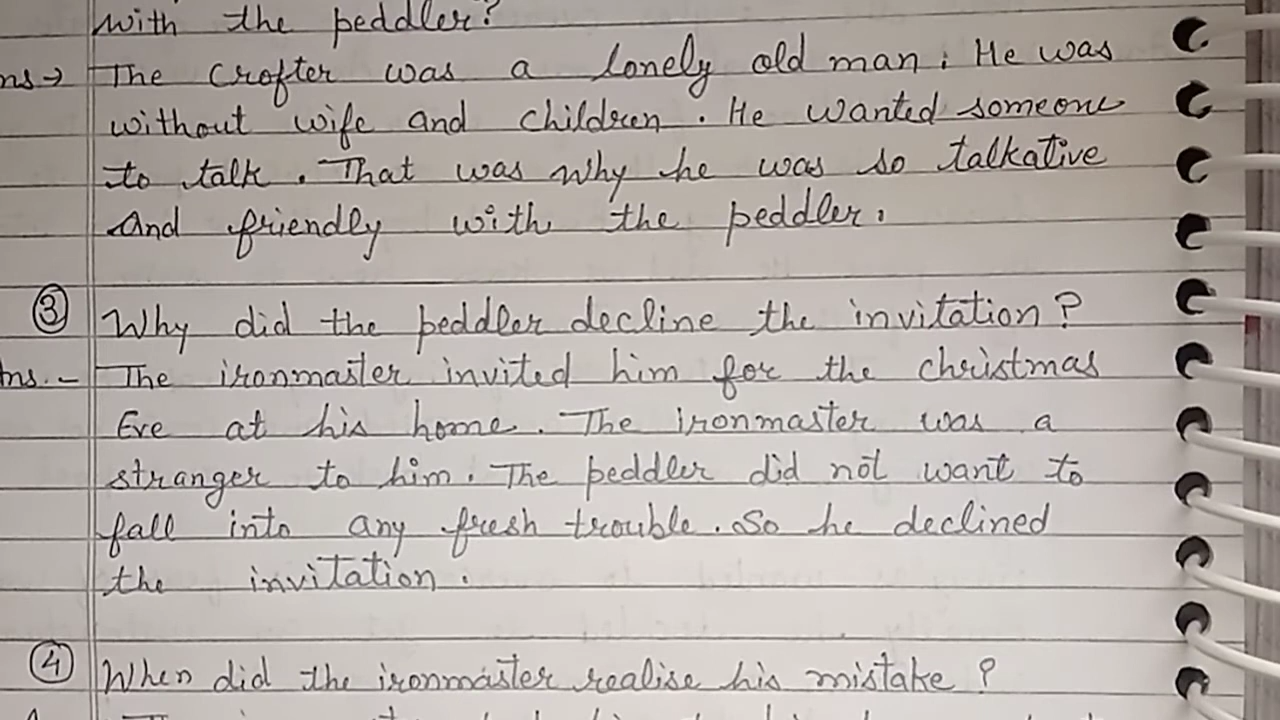 with the peddler?
ns → The Crofter was a lonely old man. He was
without wife and children. He wanted someone
to talk. That was why he was so talkative
And friendly with the peddler.
③ Why did the peddler decline the invitation?
ns. - The ironmaster invited him for the christmas
Eve at his home. The ironmaster was a
stranger to him. The peddler did not want to
fall into any fresh trouble. So he declined
the invitation.
④ When did the ironmaster realise his mistake?